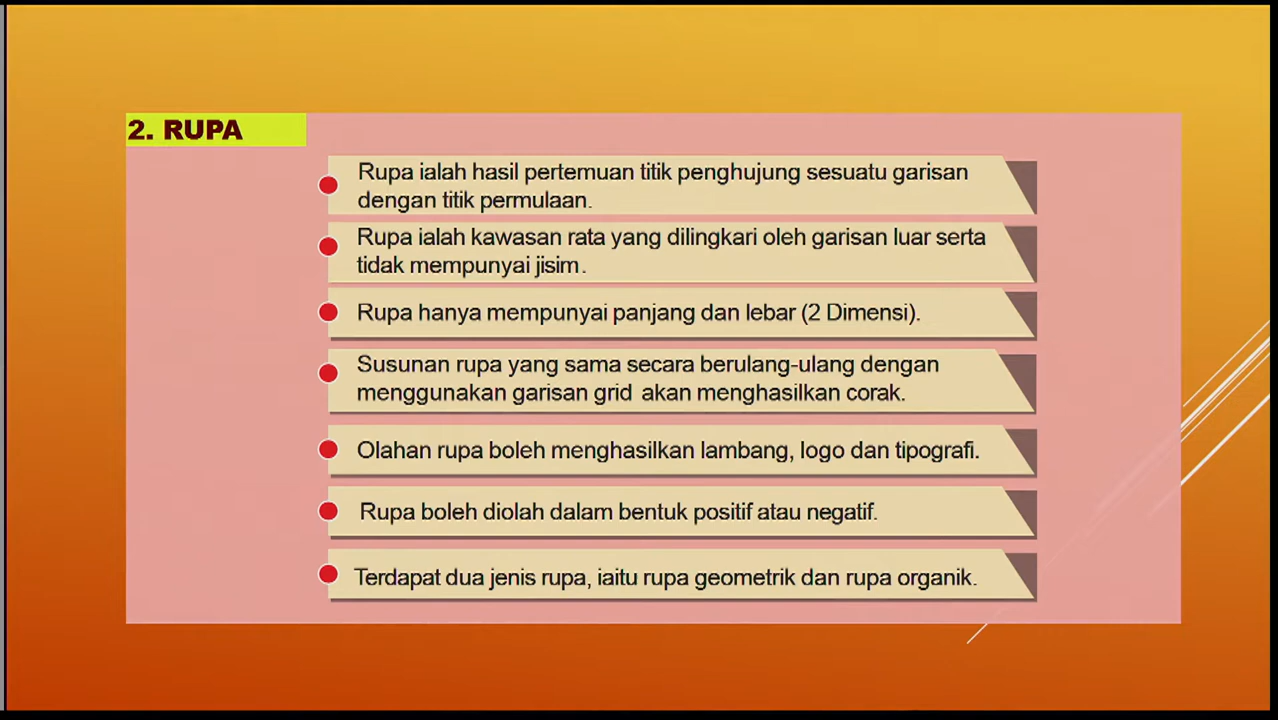 2. RUPA
Rupa ialah hasil pertemuan titik penghujung sesuatu garisan
dengan titik permulaan.
Rupa ialah kawasan rata yang dilingkari oleh garisan luar serta
tidak mempunyai jisim.
Rupa hanya mempunyai panjang dan lebar (2 Dimensi).
Susunan rupa yang sama secara berulang-ulang dengan
menggunakan garisan grid akan menghasilkan corak.
Olahan rupa boleh menghasilkan lambang, logo dan tipografi.
Rupa boleh diolah dalam bentuk positif atau negatif.
Terdapat dua jenis rupa, iaitu rupa geometrik dan rupa organik.